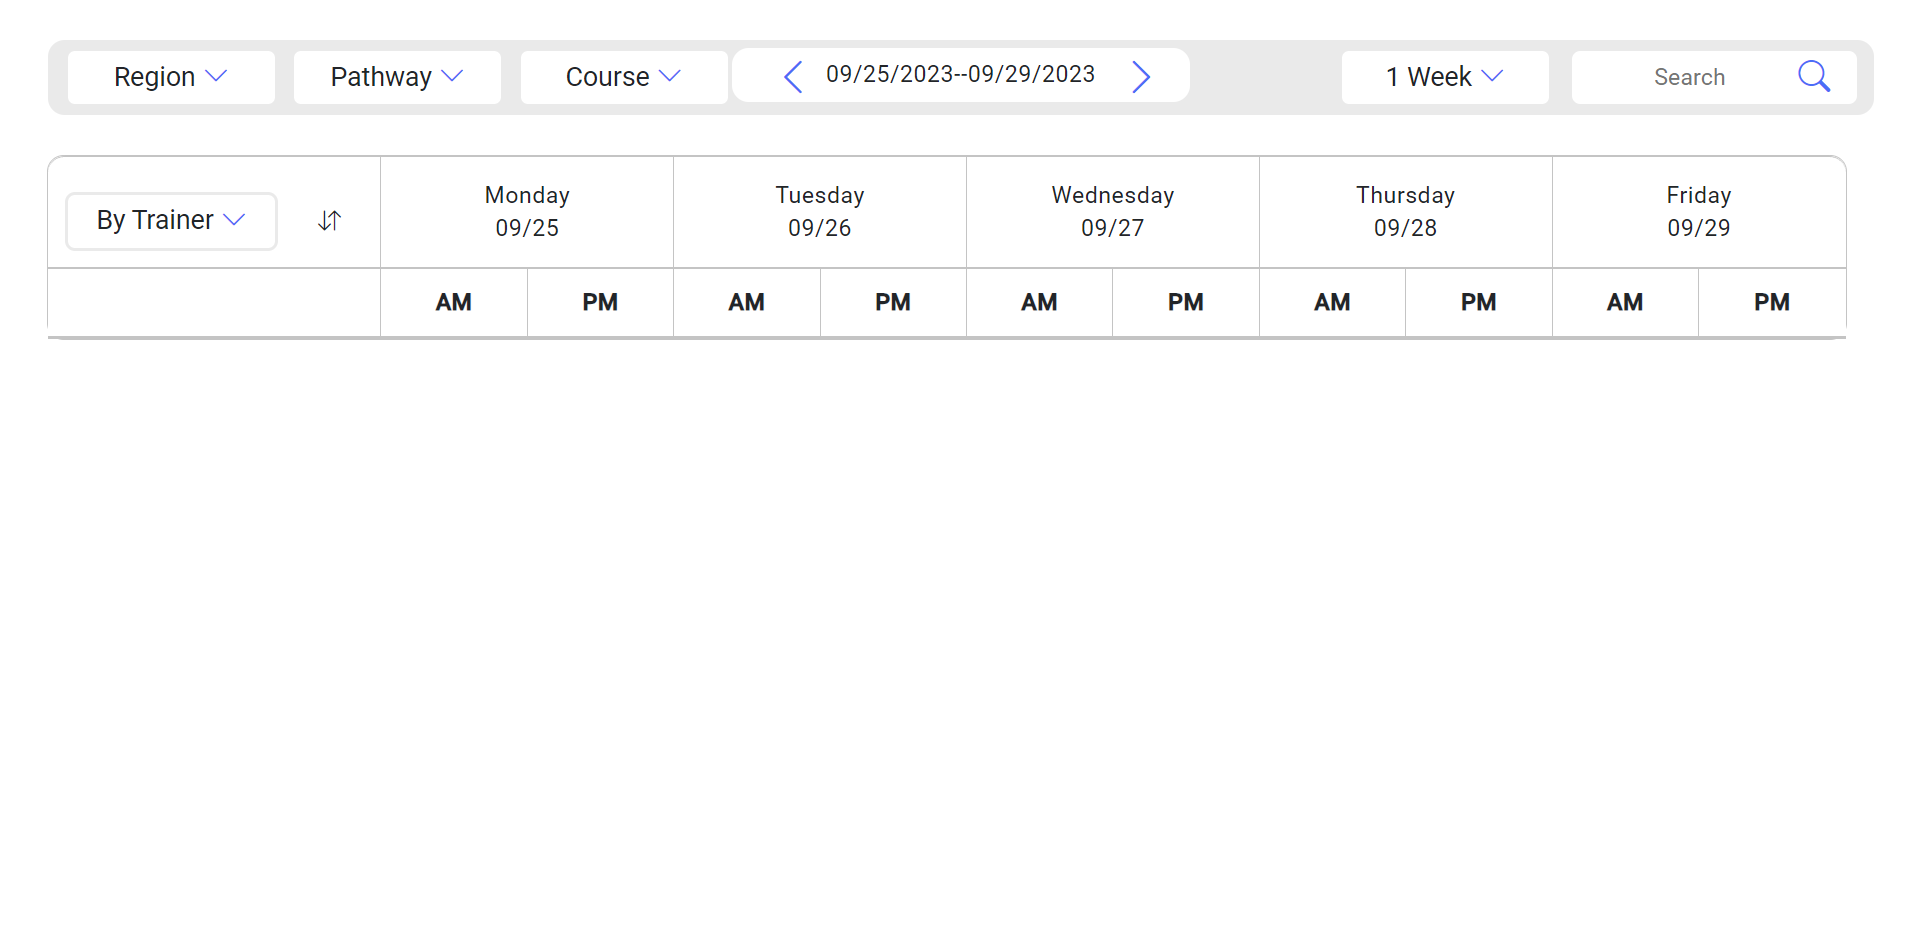 Region
Pathway
Course
09/25/2023--09/29/2023
1 Week
Search
By Trainer
Monday
09/25
Tuesday
09/26
Wednesday
09/27
Thursday
09/28
Friday
09/29
AM PM AM PM AM PM AM PM AM PM